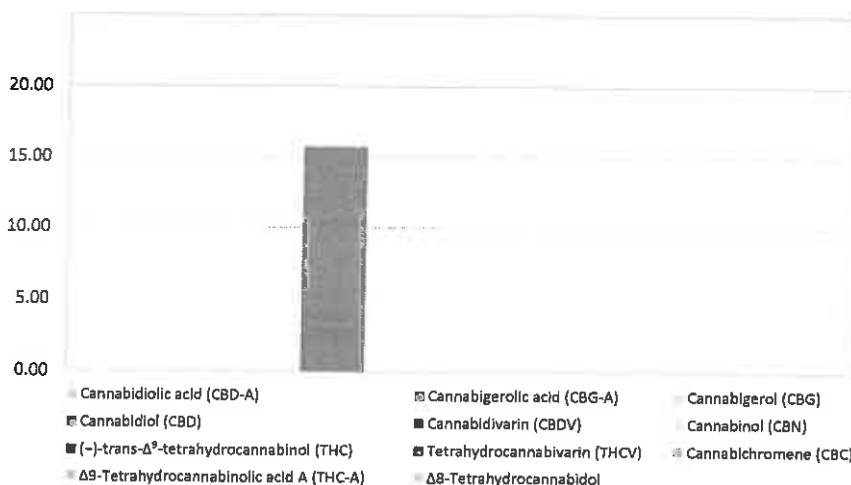 20.00
15.00
10.00
5.00
0.00
Cannabidiolic acid (CBD-A) Cannabigerolic acid (CBG-A) Cannabigerol (CBG)
Cannabidiol (CBD) Cannabidivarin (CBDV) Cannabinol (CBN)
(−)-trans-Δ⁹-tetrahydrocannabinol (THC) Tetrahydrocannabivarin (THCV) Cannabichromene (CBC)
Δ9-Tetrahydrocannabinolic acid A (THC-A) Δ8-Tetrahydrocannabidol